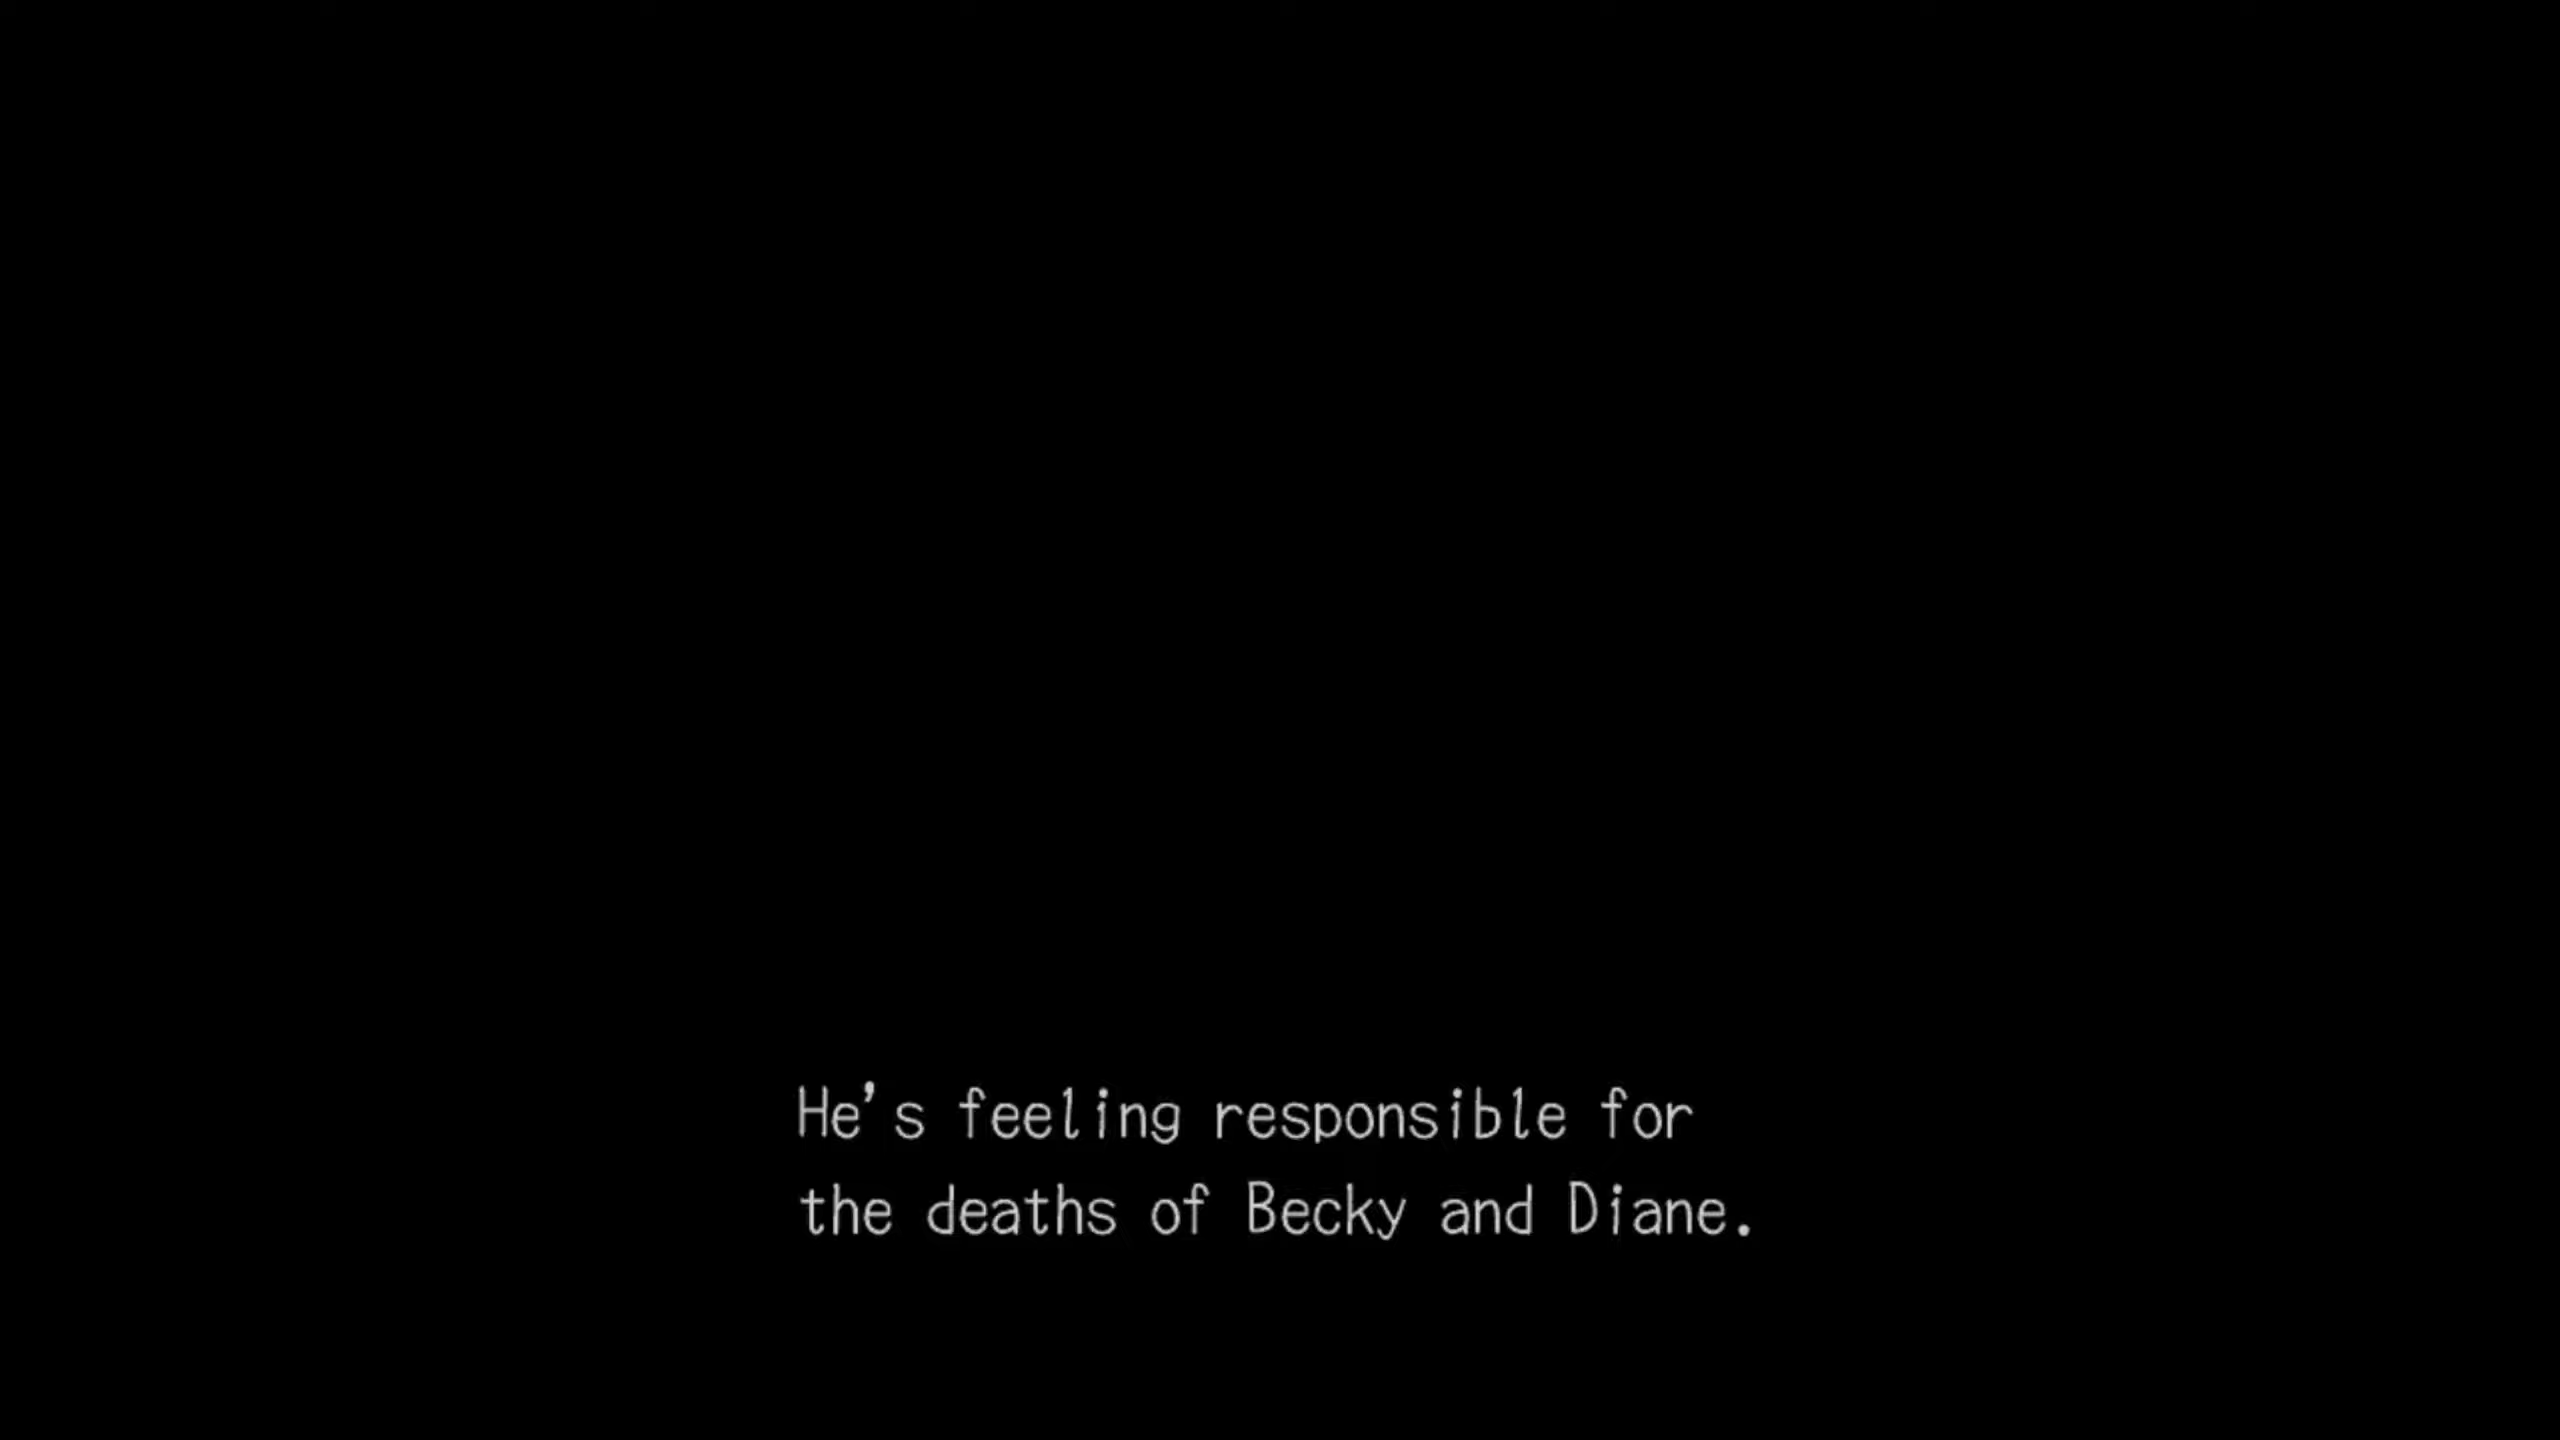 He's feeling responsible for
the deaths of Becky and Diane.